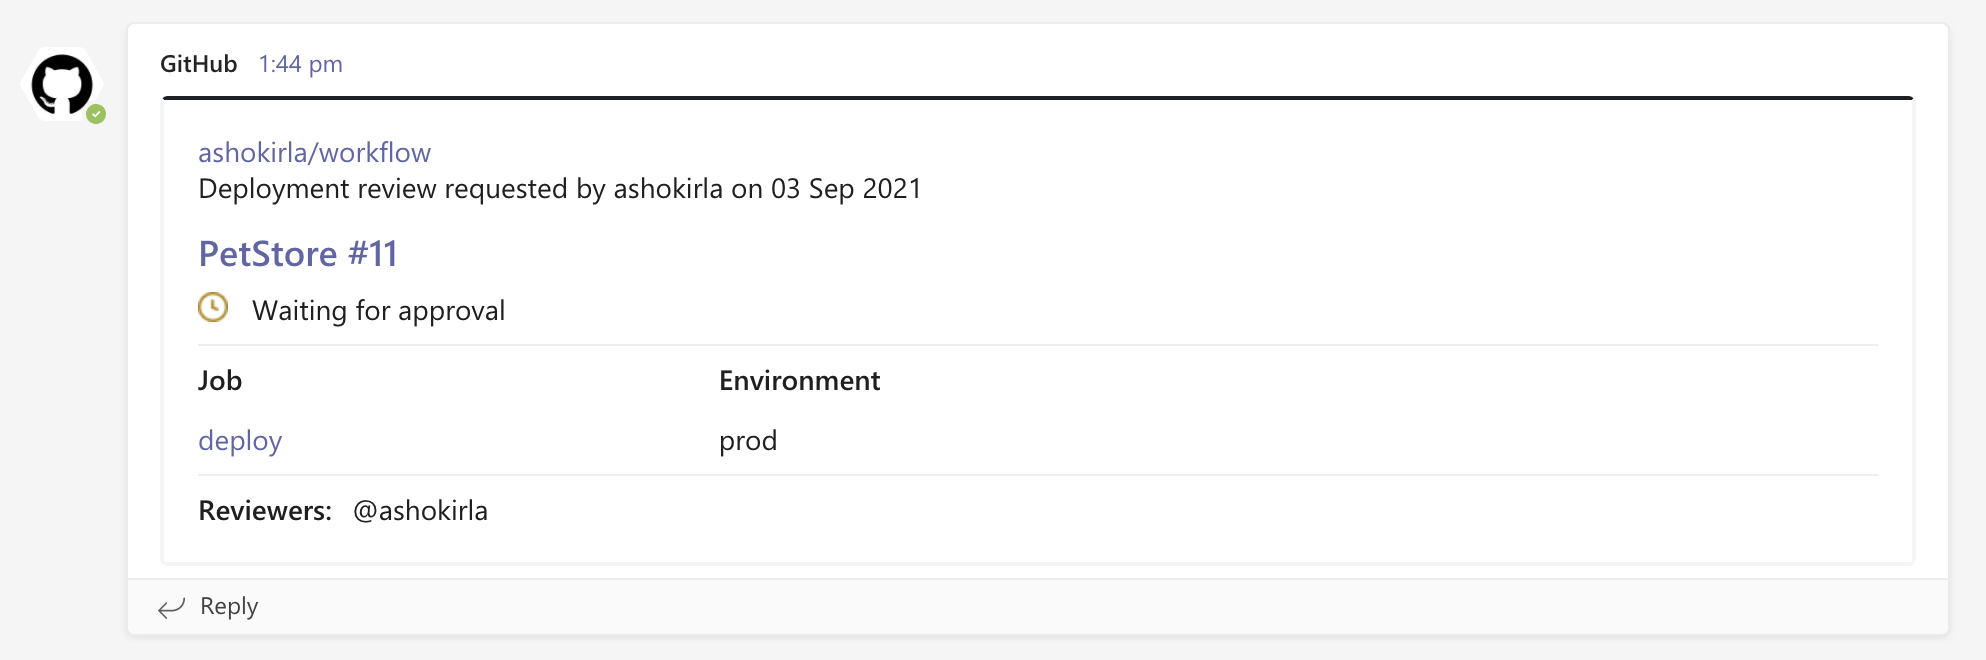 GitHub 1:44 pm
ashokirla/workflow
Deployment review requested by ashokirla on 03 Sep 2021
PetStore #11
Waiting for approval
Job Environment
deploy prod
Reviewers: @ashokirla
Reply